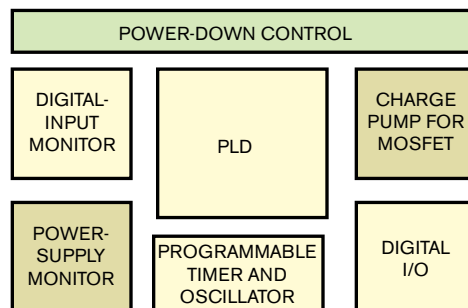 POWER-DOWN CONTROL
DIGITAL-
INPUT
MONITOR
PLD
CHARGE
PUMP FOR
MOSFET
POWER-
SUPPLY
MONITOR
PROGRAMMABLE
TIMER AND
OSCILLATOR
DIGITAL
I/O